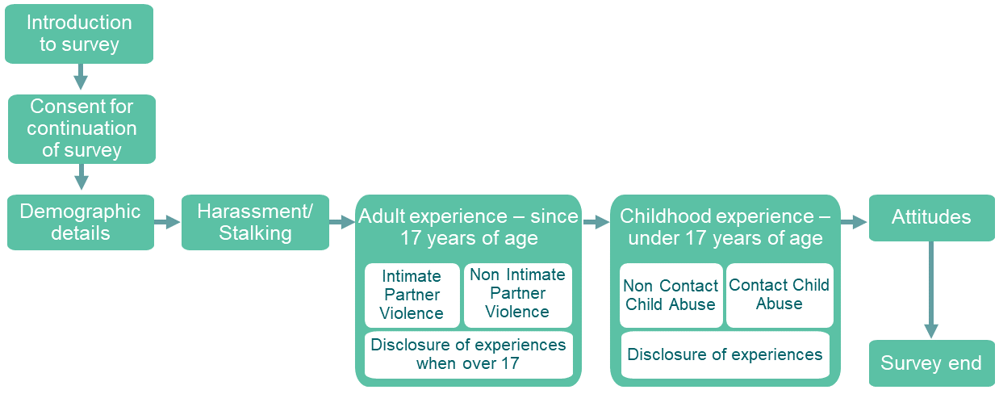 Introduction
to survey
Consent for
continuation
of survey
Demographic
details
Harassment/
Stalking
Adult experience – since
17 years of age
Intimate
Partner
Violence
Non Intimate
Partner
Violence
Disclosure of experiences
when over 17
Childhood experience –
under 17 years of age
Non Contact
Child Abuse
Contact Child
Abuse
Disclosure of experiences
Attitudes
Survey end